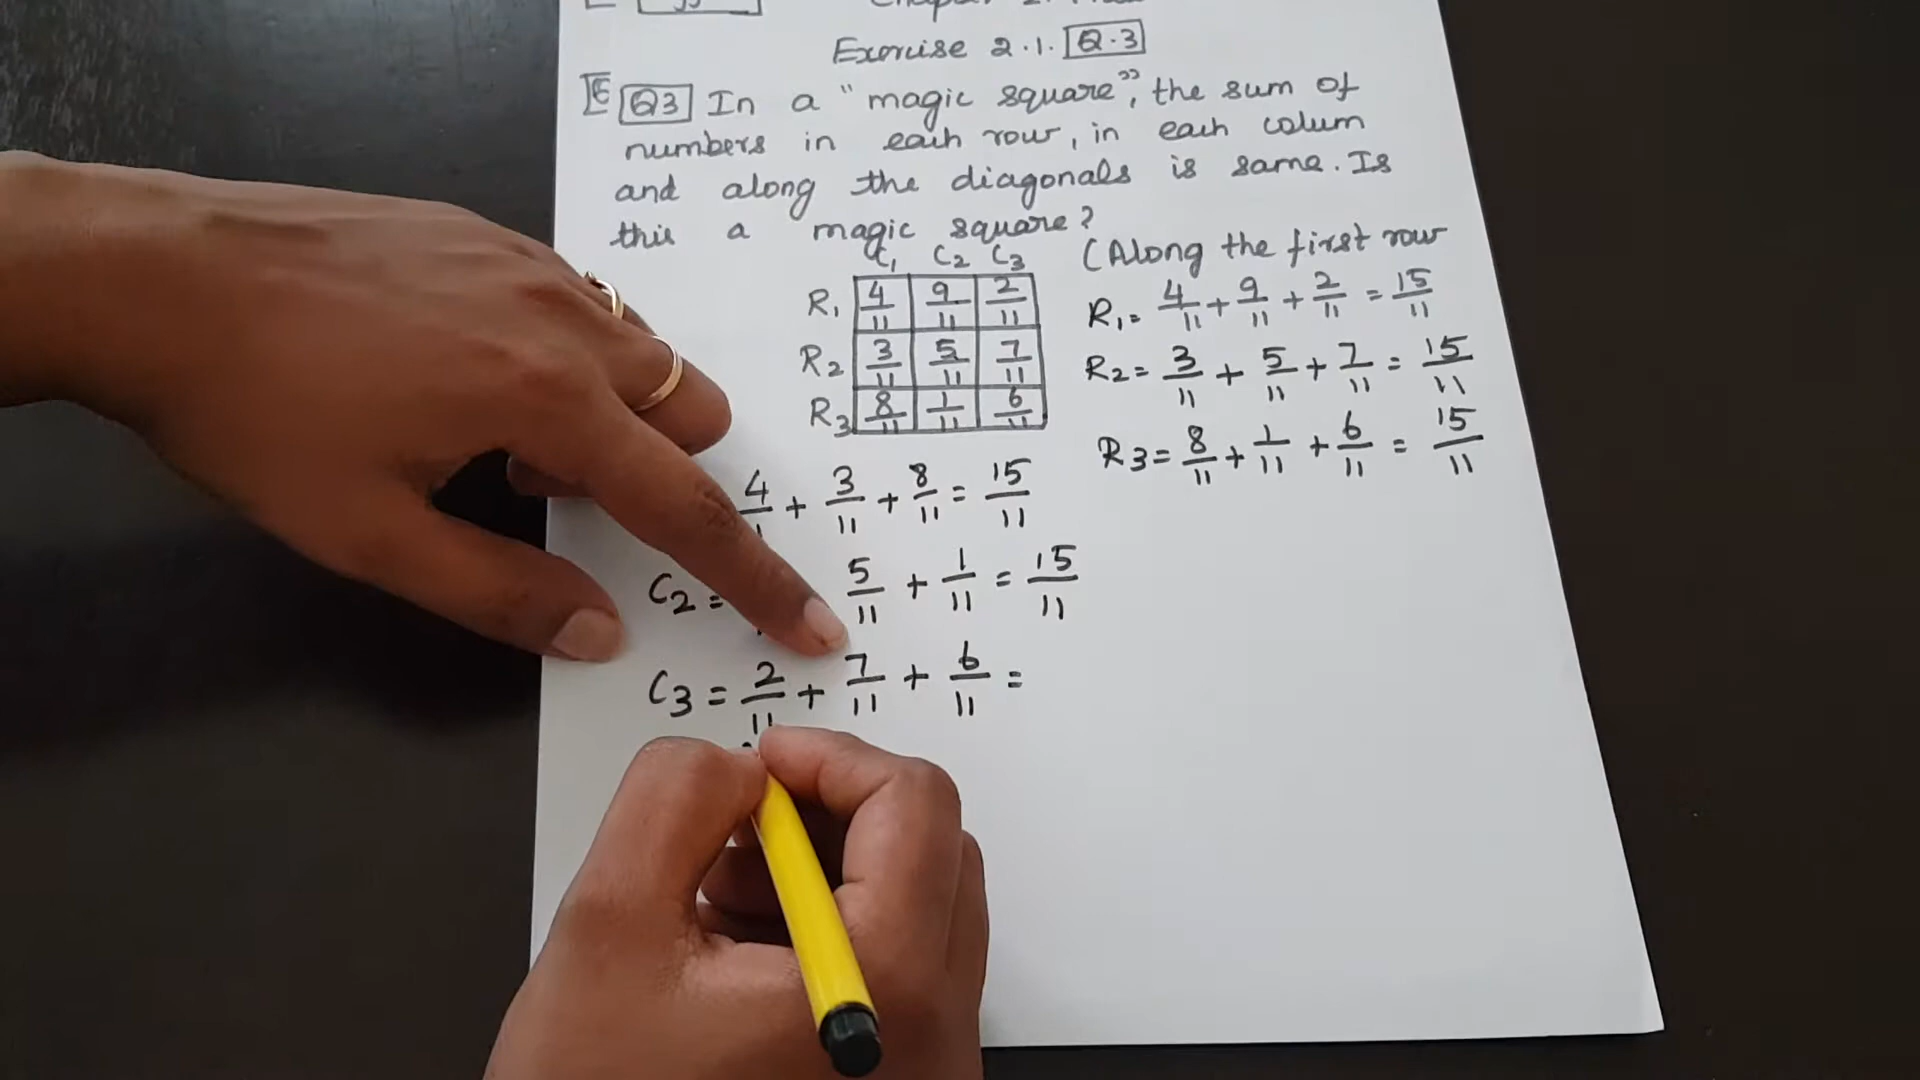 Exercise 2.1. Q.3
Q3 In a "magic square", the sum of
numbers in each row, in each colum
and along the diagonals is same. Is
this a magic square?
C1 C2 C3
R1 4/11 9/11 2/11
R2 3/11 5/11 7/11
R3 8/11 1/11 6/11
(Along the first row
R1= 4/11 + 9/11 + 2/11 = 15/11
R2= 3/11 + 5/11 + 7/11 = 15/11
R3= 8/11 + 1/11 + 6/11 = 15/11
4 + 3/11 + 8/11 = 15/11
C2= 5/11 + 1/11 = 15/11
C3= 2/11 + 7/11 + 6/11 =